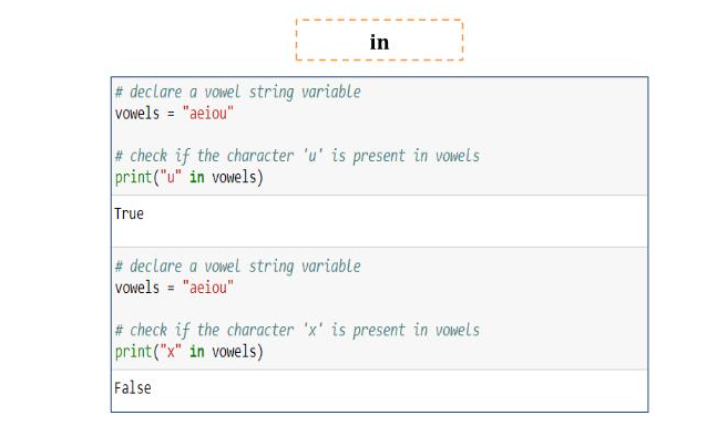 in
# declare a vowel string variable
vowels = "aeiou"
# check if the character 'u' is present in vowels
print("u" in vowels)
True
# declare a vowel string variable
vowels = "aeiou"
# check if the character 'x' is present in vowels
print("x" in vowels)
False